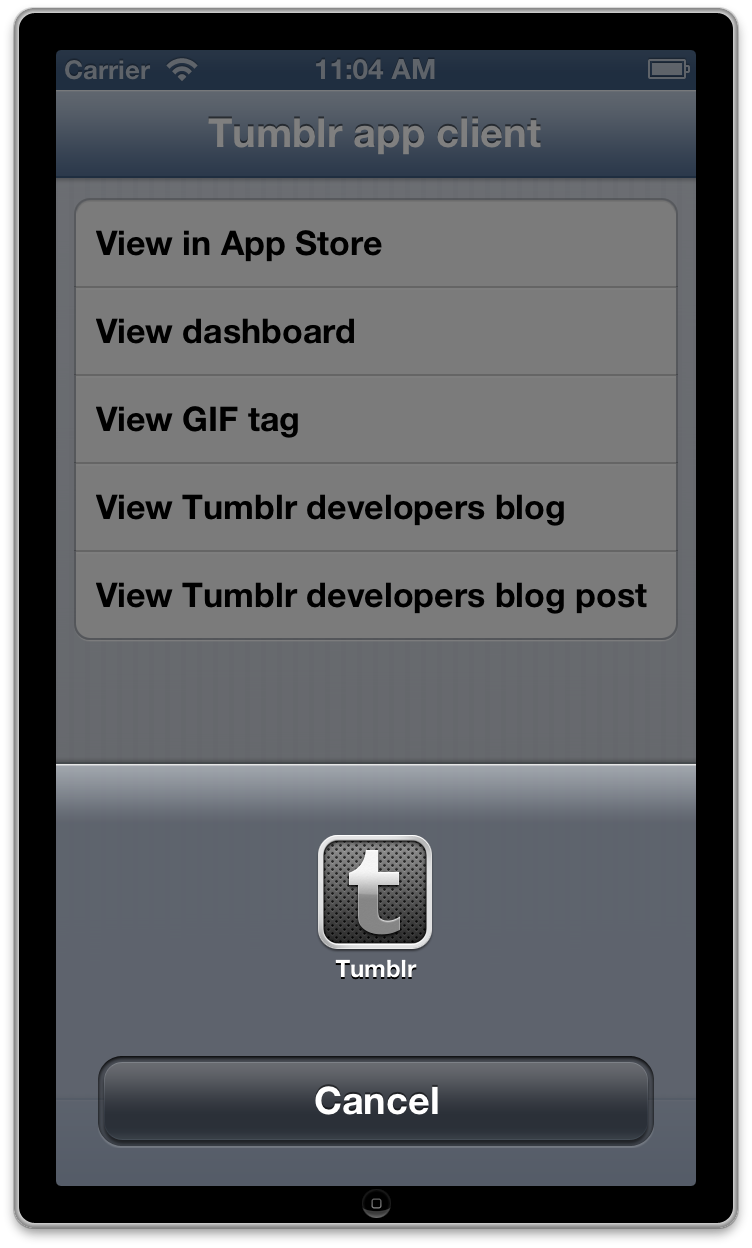 Carrier 11:04 AM
Tumblr app client
View in App Store
View dashboard
View GIF tag
View Tumblr developers blog
View Tumblr developers blog post
t
Tumblr
Cancel